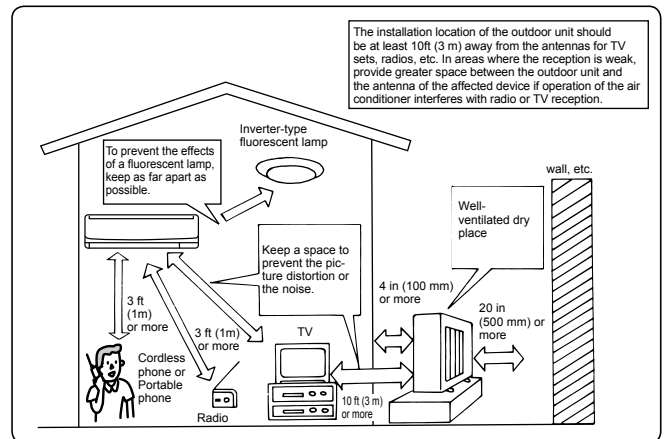 The installation location of the outdoor unit should
be at least 10ft (3 m) away from the antennas for TV
sets, radios, etc. In areas where the reception is weak,
provide greater space between the outdoor unit and
the antenna of the affected device if operation of the air
conditioner interferes with radio or TV reception.
Inverter-type
fluorescent lamp
To prevent the effects
of a fluorescent lamp,
keep as far apart as
possible.
wall, etc.
Well-
ventilated dry
place
Keep a space to
prevent the pic-
ture distortion or
the noise.
4 in (100 mm)
or more
20 in
(500 mm) or
more
3 ft
(1m)
or more
3 ft (1m)
or more
TV
Cordless
phone or
Portable
phone
Radio
10 ft (3 m)
or more